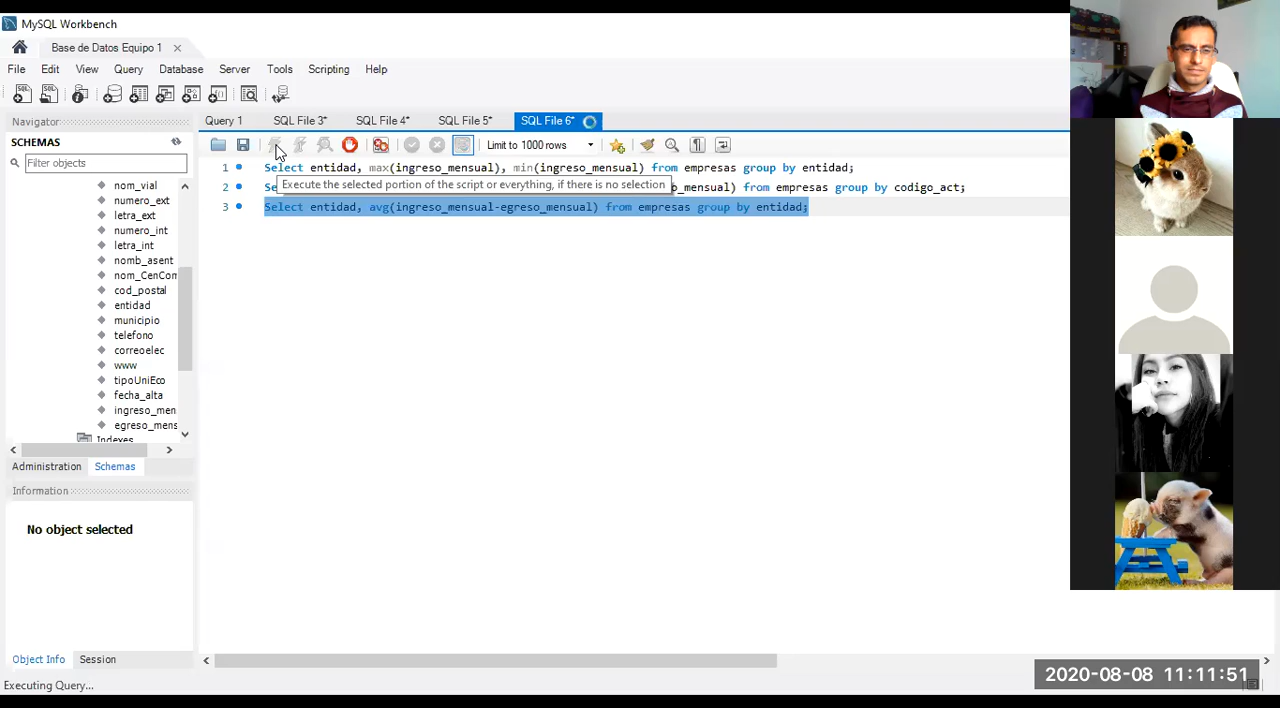 MySQL Workbench
Base de Datos Equipo 1
File Edit View Query Database Server Tools Scripting Help
Navigator
SCHEMAS
Filter objects
nom_vial
numero_ext
letra_ext
numero_int
letra_int
nomb_asent
nom_CenCom
cod_postal
entidad
municipio
telefono
correoelec
www
tipoUniEco
fecha_alta
ingreso_men
egreso_mens
Indexes
Administration Schemas
Information
No object selected
Object Info Session
Executing Query...
Query 1 SQL File 3* SQL File 4* SQL File 5* SQL File 6*
Limit to 1000 rows
1 Select entidad, max(ingreso_mensual), min(ingreso_mensual) from empresas group by entidad;
Execute the selected portion of the script or everything, if there is no selection
2 Se o_mensual) from empresas group by codigo_act;
3 Select entidad, avg(ingreso_mensual-egreso_mensual) from empresas group by entidad;
2020-08-08 11:11:51